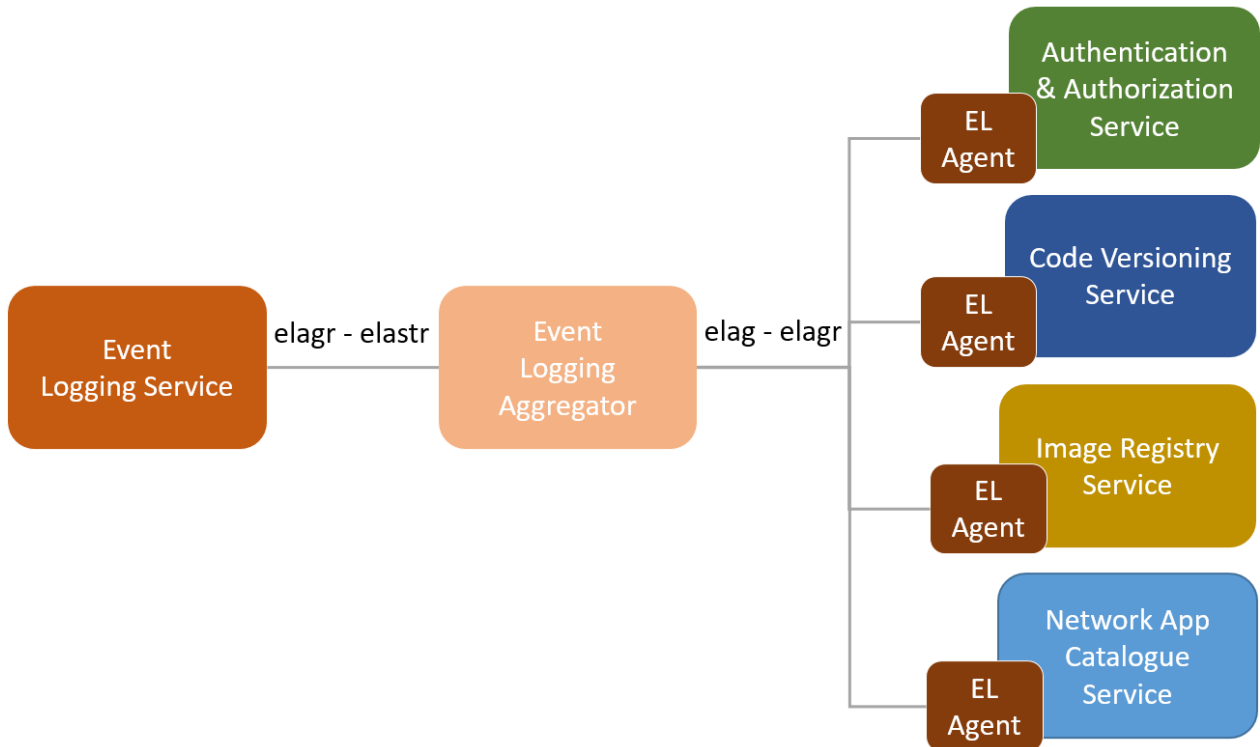 Event
Logging Service
elagr - elastr
Event
Logging
Aggregator
elag - elagr
EL
Agent
Authentication
& Authorization
Service
EL
Agent
Code Versioning
Service
EL
Agent
Image Registry
Service
EL
Agent
Network App
Catalogue
Service